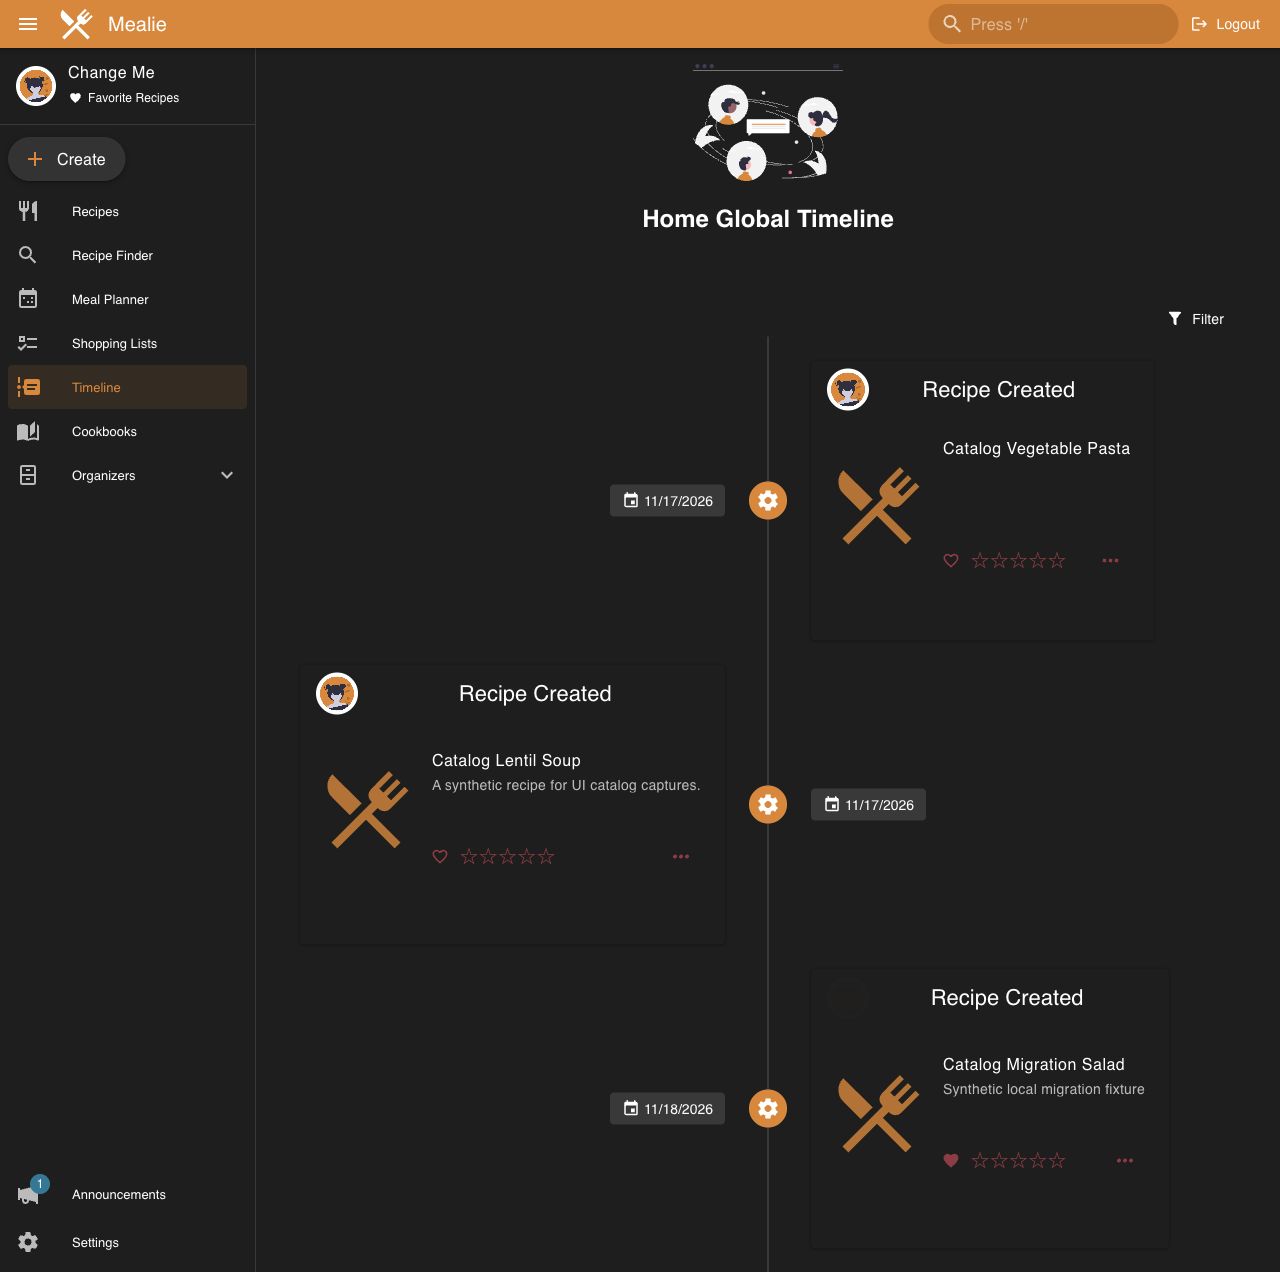 Mealie
Press '/'
Logout
Change Me
Favorite Recipes
Create
Recipes
Recipe Finder
Meal Planner
Shopping Lists
Timeline
Cookbooks
Organizers
1
Announcements
Settings
Home Global Timeline
Filter
Recipe Created
Catalog Vegetable Pasta
11/17/2026
Recipe Created
Catalog Lentil Soup
A synthetic recipe for UI catalog captures.
11/17/2026
Recipe Created
Catalog Migration Salad
Synthetic local migration fixture
11/18/2026